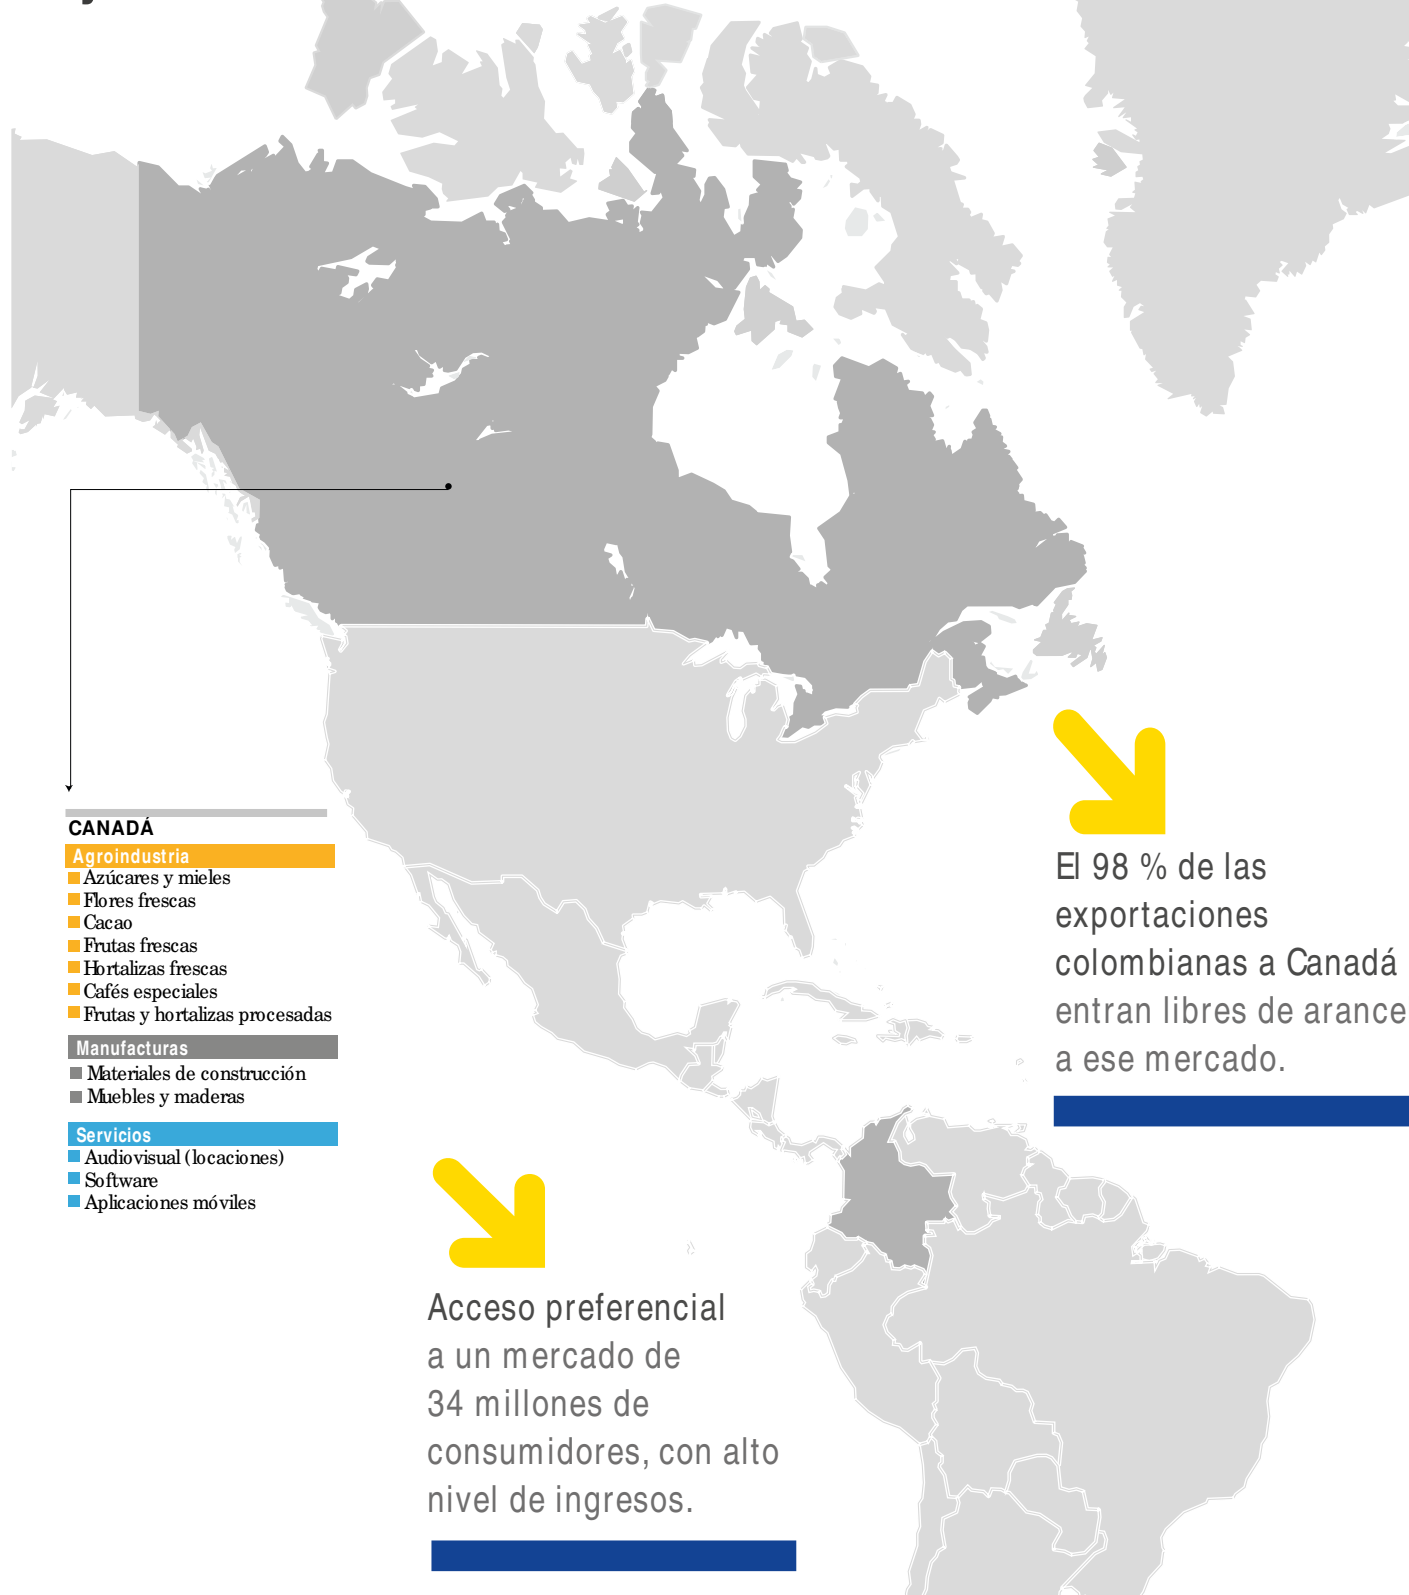 CANADÁ
Agroindustria
Azúcares y mieles
Flores frescas
Cacao
Frutas frescas
Hortalizas frescas
Cafés especiales
Frutas y hortalizas procesadas
Manufacturas
Materiales de construcción
Muebles y maderas
Servicios
Audiovisual (locaciones)
Software
Aplicaciones móviles
El 98 % de las
exportaciones
colombianas a Canadá
entran libres de arance
a ese mercado.
Acceso preferencial
a un mercado de
34 millones de
consumidores, con alto
nivel de ingresos.